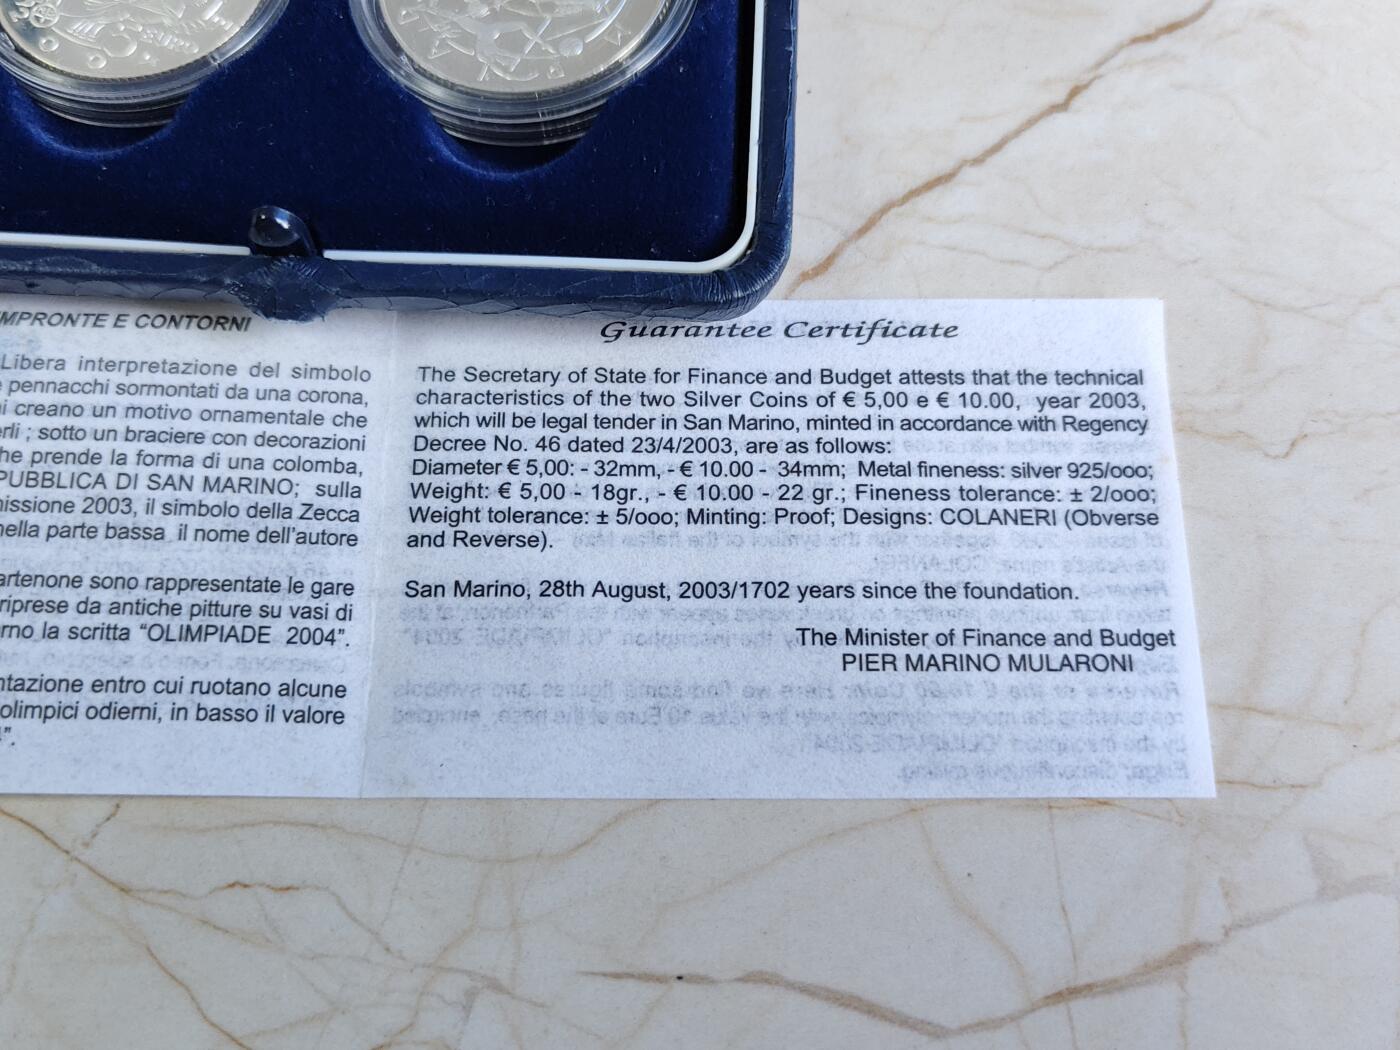 IMPRONTE E CONTORNI
Libera interpretazione del simbolo
pennacchi sormontati da una corona,
creano un motivo ornamentale che
; sotto un braciere con decorazioni
che prende la forma di una colomba,
PUBBLICA DI SAN MARINO; sulla
missione 2003, il simbolo della Zecca
nella parte bassa il nome dell'autore
artenone sono rappresentate le gare
riprese da antiche pitture su vasi di
rno la scritta "OLIMPIADE 2004".
ntazione entro cui ruotano alcune
olimpici odierni, in basso il valore
Guarantee Certificate
The Secretary of State for Finance and Budget attests that the technical
characteristics of the two Silver Coins of € 5,00 e € 10.00, year 2003,
which will be legal tender in San Marino, minted in accordance with Regency
Decree No. 46 dated 23/4/2003, are as follows:
Diameter € 5,00: - 32mm, - € 10.00 - 34mm; Metal fineness: silver 925/ooo;
Weight: € 5,00 - 18gr., - € 10.00 - 22 gr.; Fineness tolerance: ± 2/ooo;
Weight tolerance: ± 5/ooo; Minting: Proof; Designs: COLANERI (Obverse
and Reverse).
San Marino, 28th August, 2003/1702 years since the foundation.
The Minister of Finance and Budget
PIER MARINO MULARONI